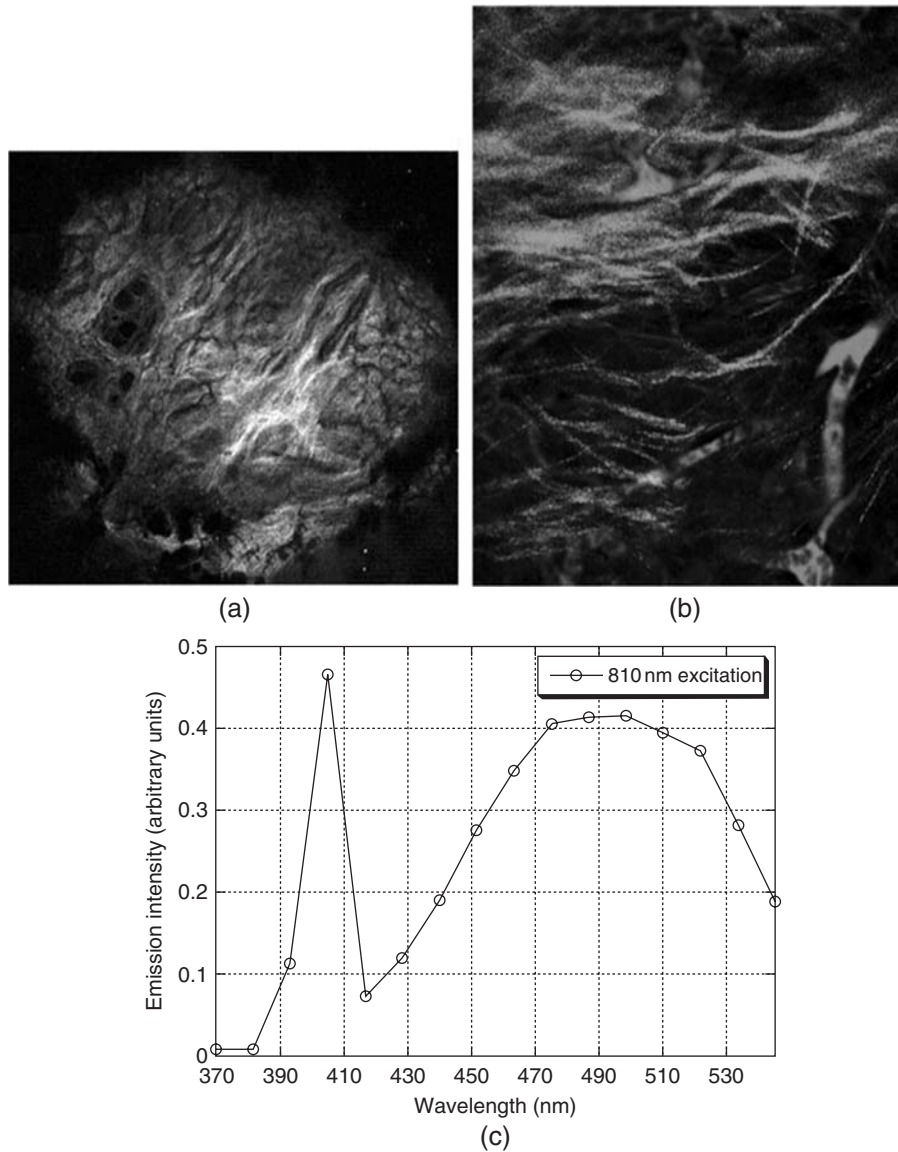 (a)
(b)
0.5
0.4
0.3
0.2
0.1
0
Emission intensity (arbitrary units)
810 nm excitation
370 390 410 430 450 470 490 510 530
Wavelength (nm)
(c)